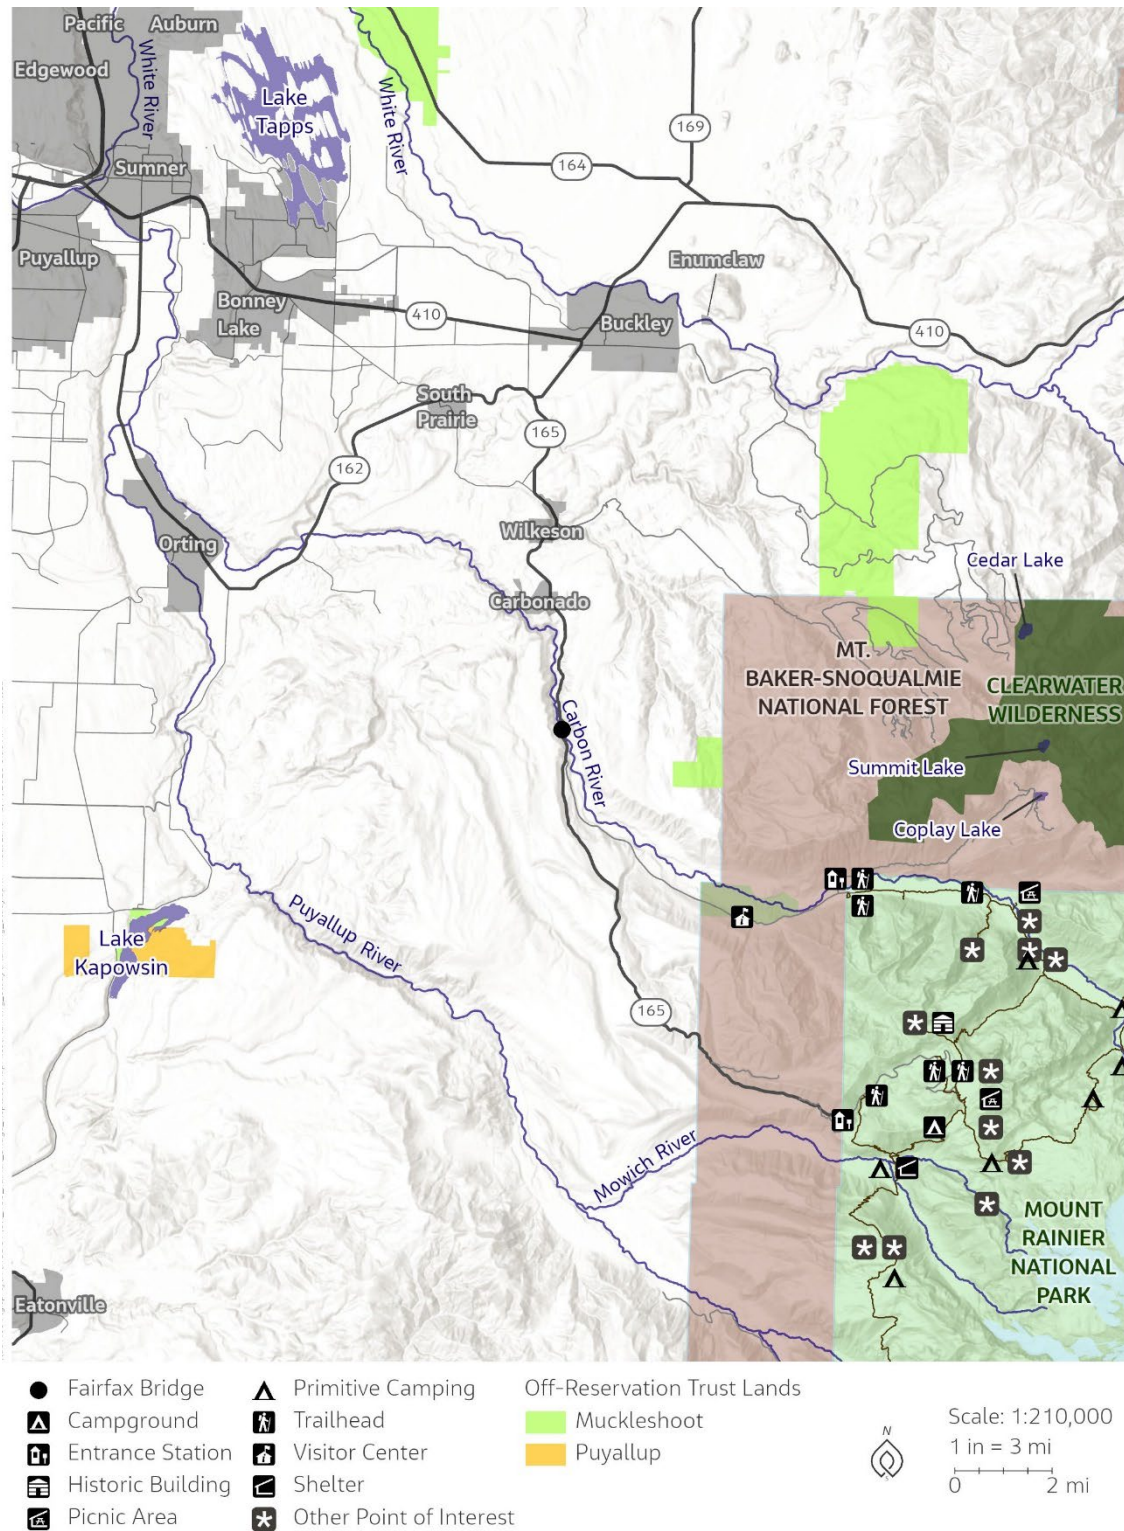 Pacific
Auburn
Edgewood
White River
Lake
Tapps
White River
169
164
Sumner
Puyallup
Enumclaw
Bonney
Lake
410
Buckley
410
South
Prairie
165
162
Wilkeson
Orting
Cedar Lake
Carbonado
MT.
BAKER-SNOQUALMIE
NATIONAL FOREST
CLEARWATER
WILDERNESS
Carbon River
Summit Lake
Coplay Lake
Puyallup River
Lake
Kapowsin
165
Mowich River
MOUNT
RAINIER
NATIONAL
PARK
Eatonville
Fairfax Bridge
Campground
Entrance Station
Historic Building
Picnic Area
Primitive Camping
Trailhead
Visitor Center
Shelter
Other Point of Interest
Off-Reservation Trust Lands
Muckleshoot
Puyallup
N
Scale: 1:210,000
1 in = 3 mi
0 2 mi